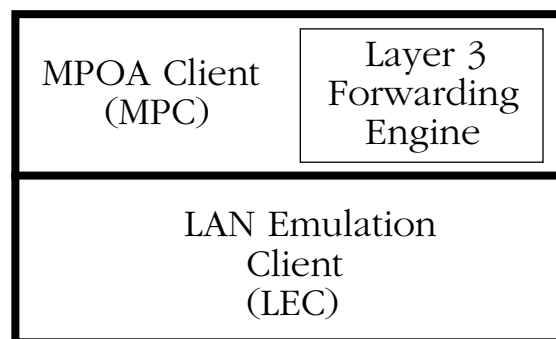 MPOA Client
(MPC)
Layer 3
Forwarding
Engine
LAN Emulation
Client
(LEC)